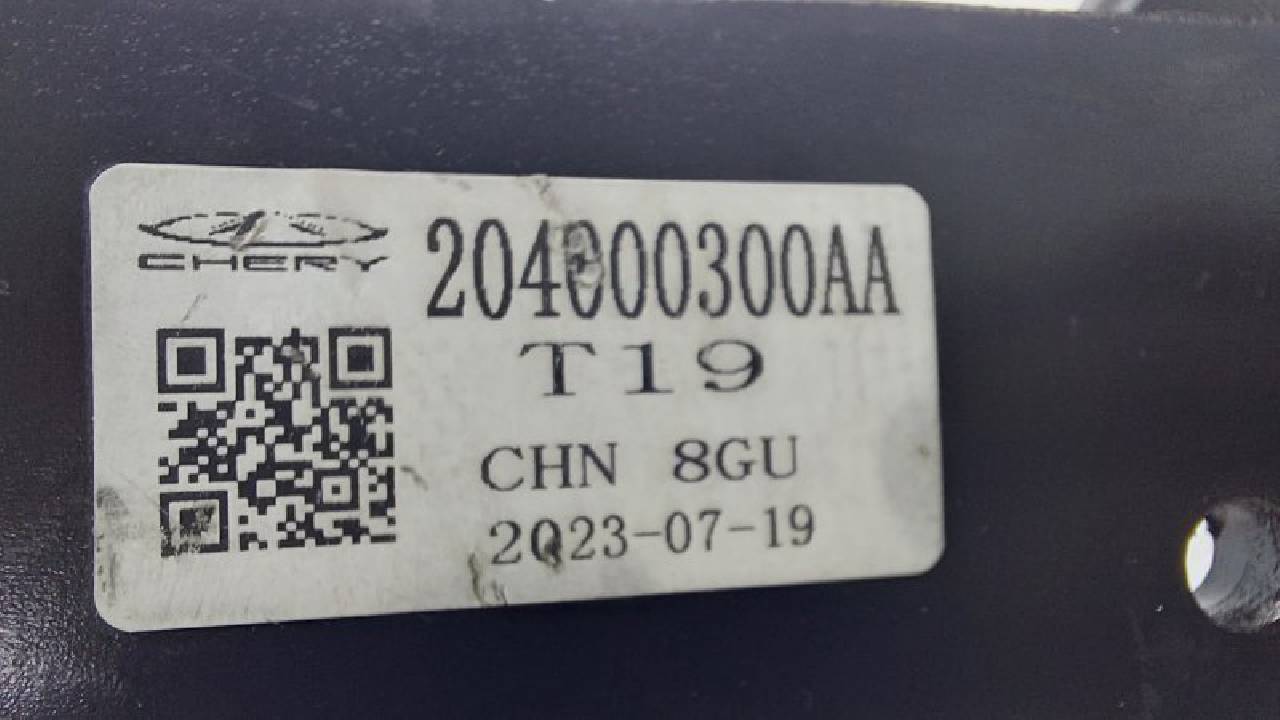 CHERY
204000300AA
T19
CHN 8GU
2023-07-19